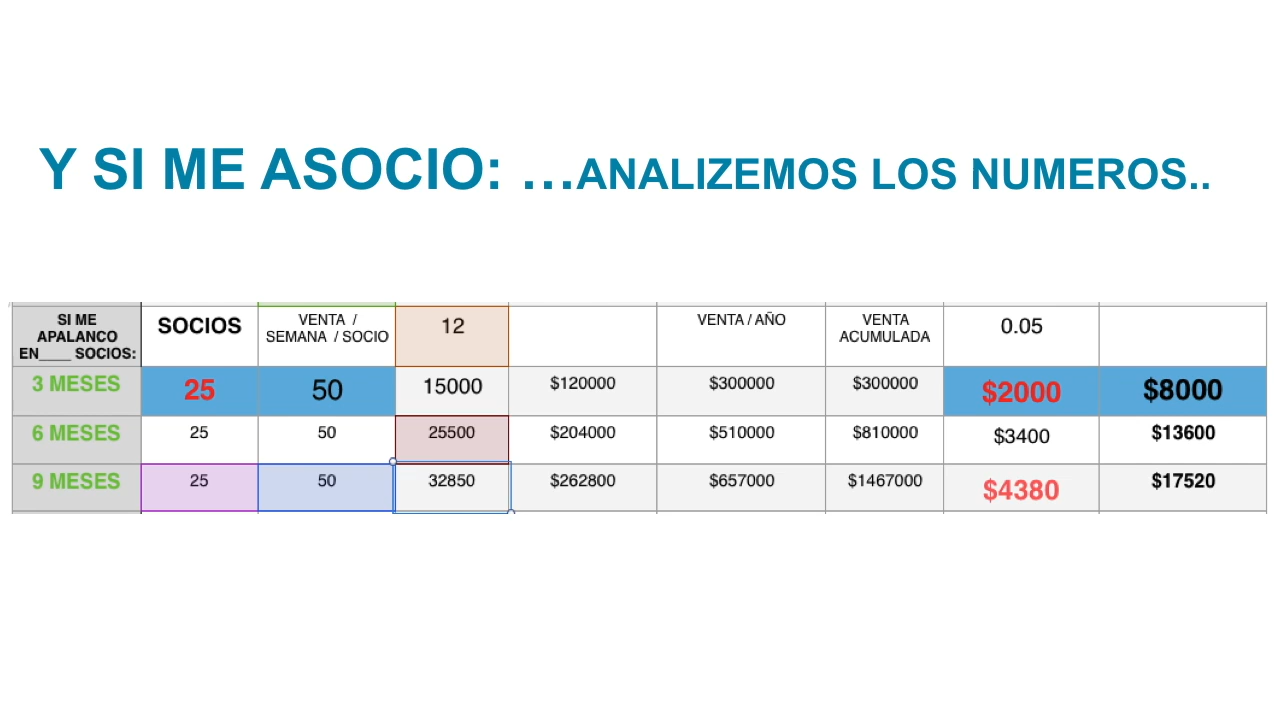 Y SI ME ASOCIO: …ANALIZEMOS LOS NUMEROS..
SI ME APALANCO EN____ SOCIOS: SOCIOS VENTA / SEMANA / SOCIO 12 VENTA / AÑO VENTA ACUMULADA 0.05
3 MESES 25 50 15000 $120000 $300000 $300000 $2000 $8000
6 MESES 25 50 25500 $204000 $510000 $810000 $3400 $13600
9 MESES 25 50 32850 $262800 $657000 $1467000 $4380 $17520